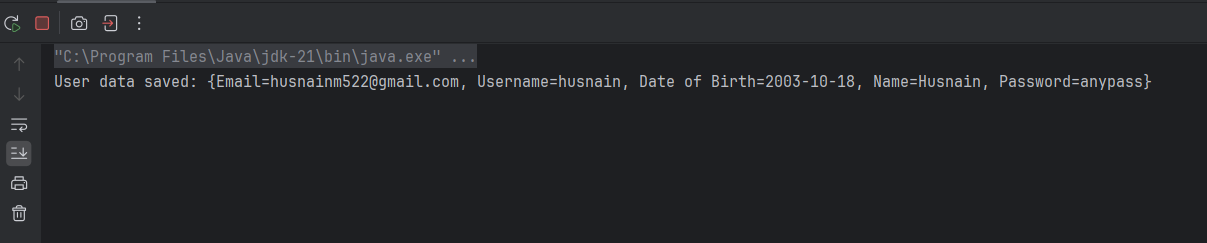 "C:\Program Files\Java\jdk-21\bin\java.exe" ...
User data saved: {Email=husnainm522@gmail.com, Username=husnain, Date of Birth=2003-10-18, Name=Husnain, Password=anypass}